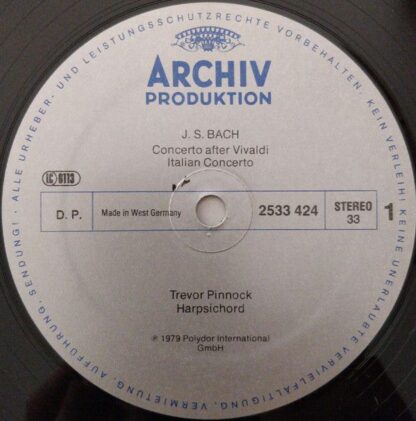 ALLE URHEBER- UND LEISTUNGSSCHUTZRECHTE VORBEHALTEN. KEIN VERLEIH! KEINE UNERLAUBTE VERVIELFÄLTIGUNG, VERMIETUNG, AUFFÜHRUNG, SENDUNG!
ARCHIV
PRODUKTION
J. S. BACH
Concerto after Vivaldi
Italian Concerto
LC 0113
D. P.
Made in West Germany
2533 424
STEREO
33
1
Trevor Pinnock
Harpsichord
℗ 1979 Polydor International
GmbH